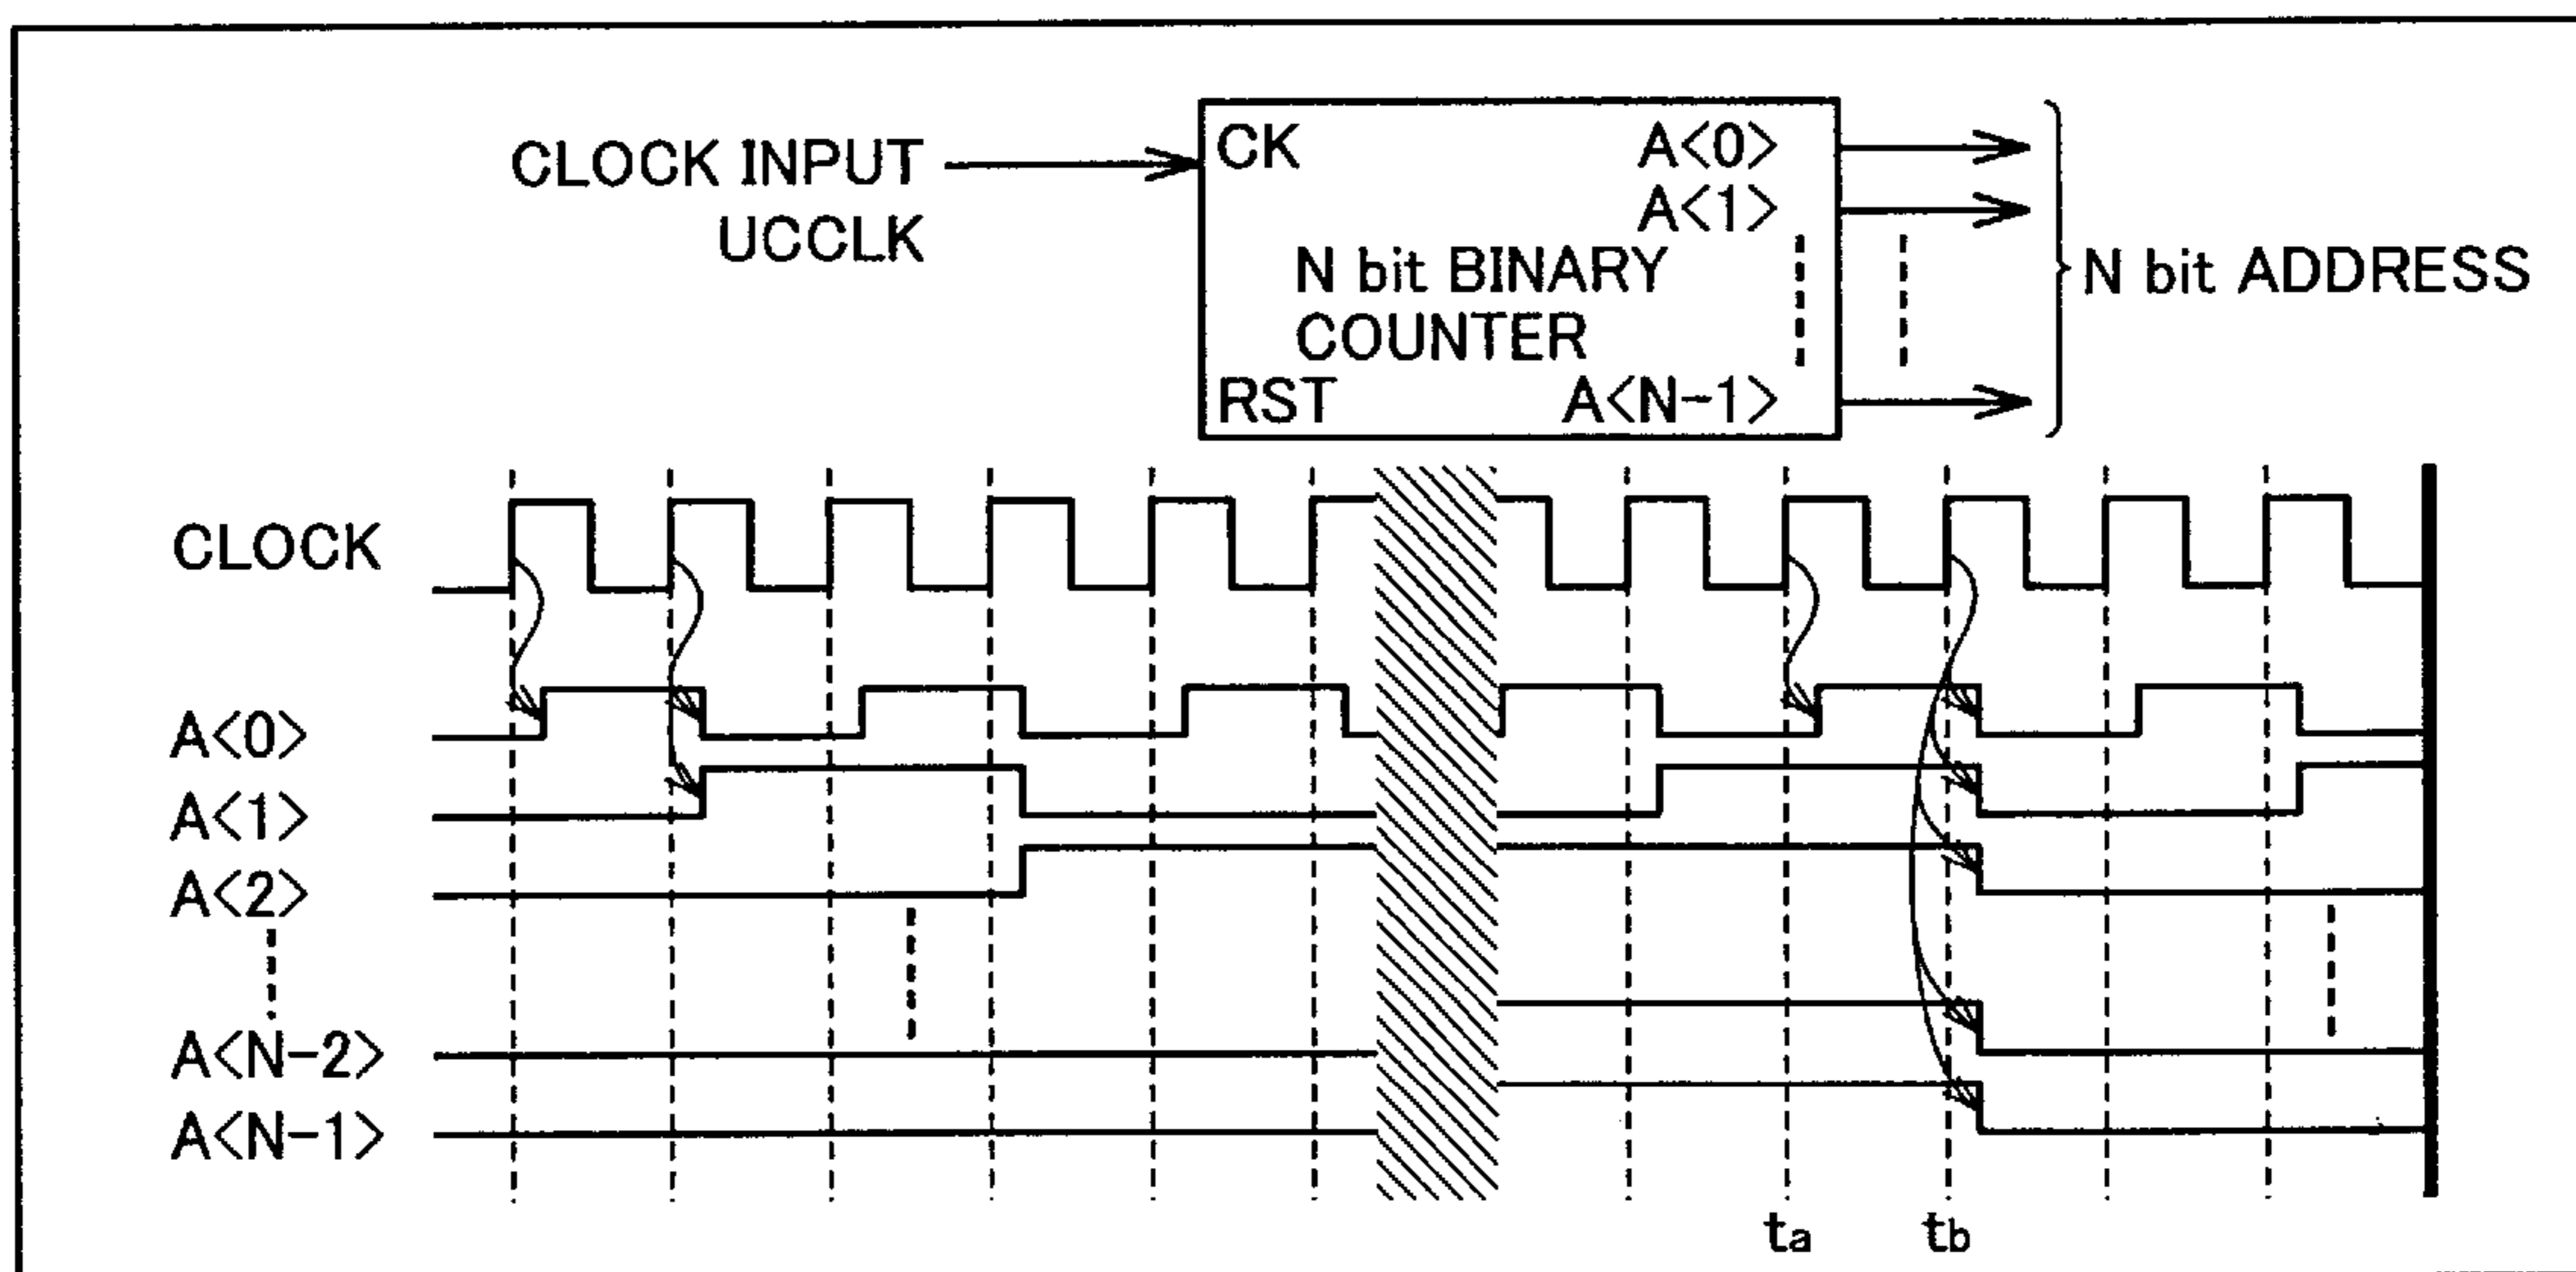 CLOCK INPUT
UCCLK
CK
A<0>
A<1>
N bit BINARY
COUNTER
RST
A<N-1>
N bit ADDRESS
CLOCK
A<0>
A<1>
A<2>
A<N-2>
A<N-1>
ta
tb